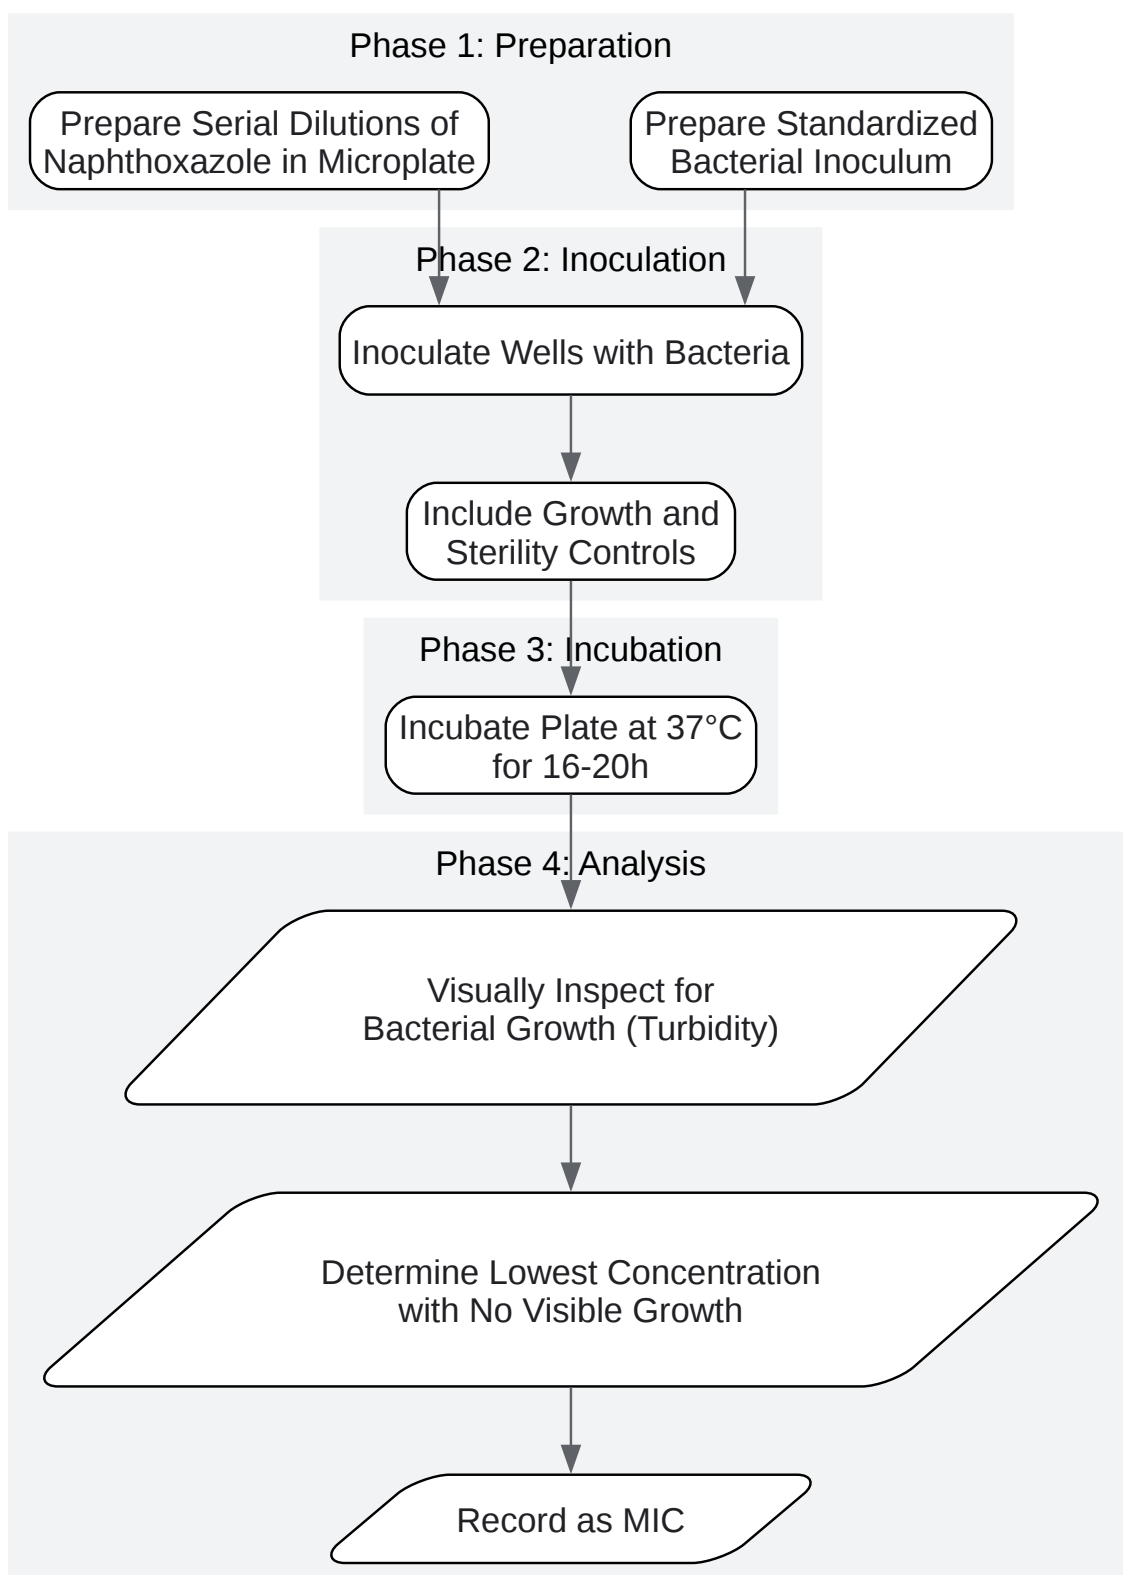 Phase 1: Preparation
Prepare Serial Dilutions of
Naphthoxazole in Microplate
Prepare Standardized
Bacterial Inoculum
Phase 2: Inoculation
Inoculate Wells with Bacteria
Include Growth and
Sterility Controls
Phase 3: Incubation
Incubate Plate at 37°C
for 16-20h
Phase 4: Analysis
Visually Inspect for
Bacterial Growth (Turbidity)
Determine Lowest Concentration
with No Visible Growth
Record as MIC